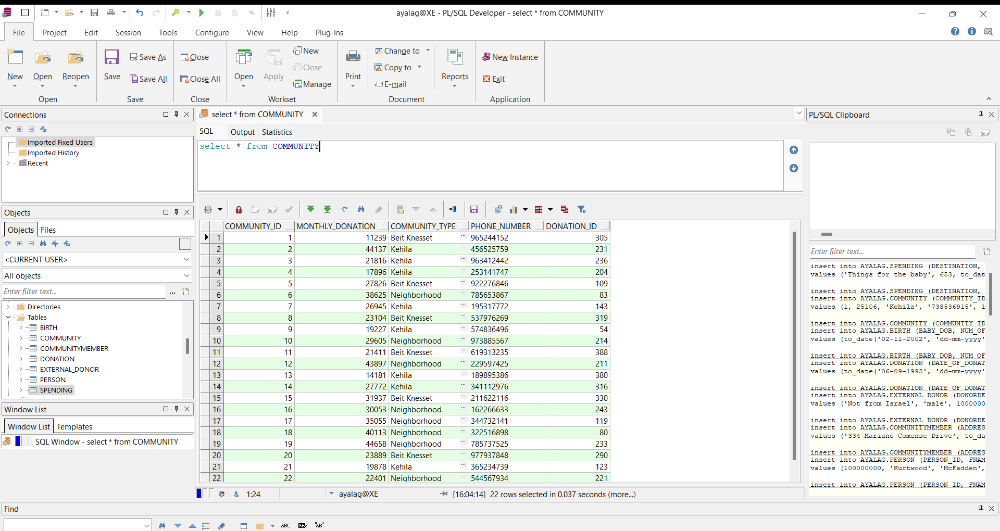 ayalag@XE - PL/SQL Developer - select * from COMMUNITY
File Project Edit Session Tools Configure View Help Plug-Ins
New Open Reopen
Open
Save Save As Save All
Save
Close Close All
Close
Open Apply New Close Manage
Workset
Print Change to Copy to E-mail
Document
Reports
New Instance
Exit
Application
Connections
Imported Fixed Users
Imported History
Recent
Objects
Objects Files
<CURRENT USER>
All objects
Enter filter text...
Directories
Tables
BIRTH
COMMUNITY
COMMUNITYMEMBER
DONATION
EXTERNAL_DONOR
PERSON
SPENDING
Window List
Window List Templates
SQL Window - select * from COMMUNITY
select * from COMMUNITY
SQL Output Statistics
select * from COMMUNITY
COMMUNITY_ID MONTHLY_DONATION COMMUNITY_TYPE PHONE_NUMBER DONATION_ID
1 1 11239 Beit Knesset ... 965244152 305
2 2 44137 Kehila ... 456525759 231
3 3 21816 Kehila ... 963412442 236
4 4 17896 Kehila ... 253141747 204
5 5 27826 Beit Knesset ... 922276846 109
6 6 38625 Neighborhood ... 785653867 83
7 7 26945 Kehila ... 195317772 143
8 8 23104 Beit Knesset ... 537976269 319
9 9 19227 Kehila ... 574836496 54
10 10 29605 Neighborhood ... 973885567 214
11 11 21411 Beit Knesset ... 619313235 388
12 12 43897 Neighborhood ... 229597425 211
13 13 14181 Kehila ... 189895386 380
14 14 27772 Kehila ... 341112976 316
15 15 31937 Beit Knesset ... 211622116 330
16 16 30053 Neighborhood ... 162266633 243
17 17 35055 Neighborhood ... 344732141 119
18 18 40113 Neighborhood ... 322516898 80
19 19 44658 Neighborhood ... 785737525 233
20 20 23889 Beit Knesset ... 977937848 290
21 21 19878 Kehila ... 365234739 123
22 22 22401 Neighborhood ... 544567934 221
& 1:24 ayalag@XE [16:04:14] 22 rows selected in 0.037 seconds (more...)
PL/SQL Clipboard
Enter filter text...
insert into AYALAG.SPENDING (DESTINATION,
values ('Things for the baby', 653, to_dat
insert into AYALAG.SPENDING (DESTINATION,
insert into AYALAG.COMMUNITY (COMMUNITY_ID
values (1, 25106, 'Kehila', '738536915', 1
insert into AYALAG.COMMUNITY (COMMUNITY_ID
insert into AYALAG.BIRTH (BABY_DOB, NUM_OF
values (to_date('02-11-2002', 'dd-mm-yyyy'
insert into AYALAG.BIRTH (BABY_DOB, NUM_OF
insert into AYALAG.DONATION (DATE_OF_DONAT
values (to_date('06-09-1992', 'dd-mm-yyyy'
insert into AYALAG.DONATION (DATE_OF_DONAT
insert into AYALAG.EXTERNAL_DONOR (DONORDE
values ('Not from Israel', 'male', 1000000
insert into AYALAG.EXTERNAL_DONOR (DONORDE
insert into AYALAG.COMMUNITYMEMBER (ADDRES
values ('334 Mariano Comense Drive', to_da
insert into AYALAG.COMMUNITYMEMBER (ADDRES
insert into AYALAG.PERSON (PERSON_ID, FNAM
values (100000000, 'Kurtwood', 'McFadden',
insert into AYALAG.PERSON (PERSON_ID, FNAM
Find
ABC AB "AB"